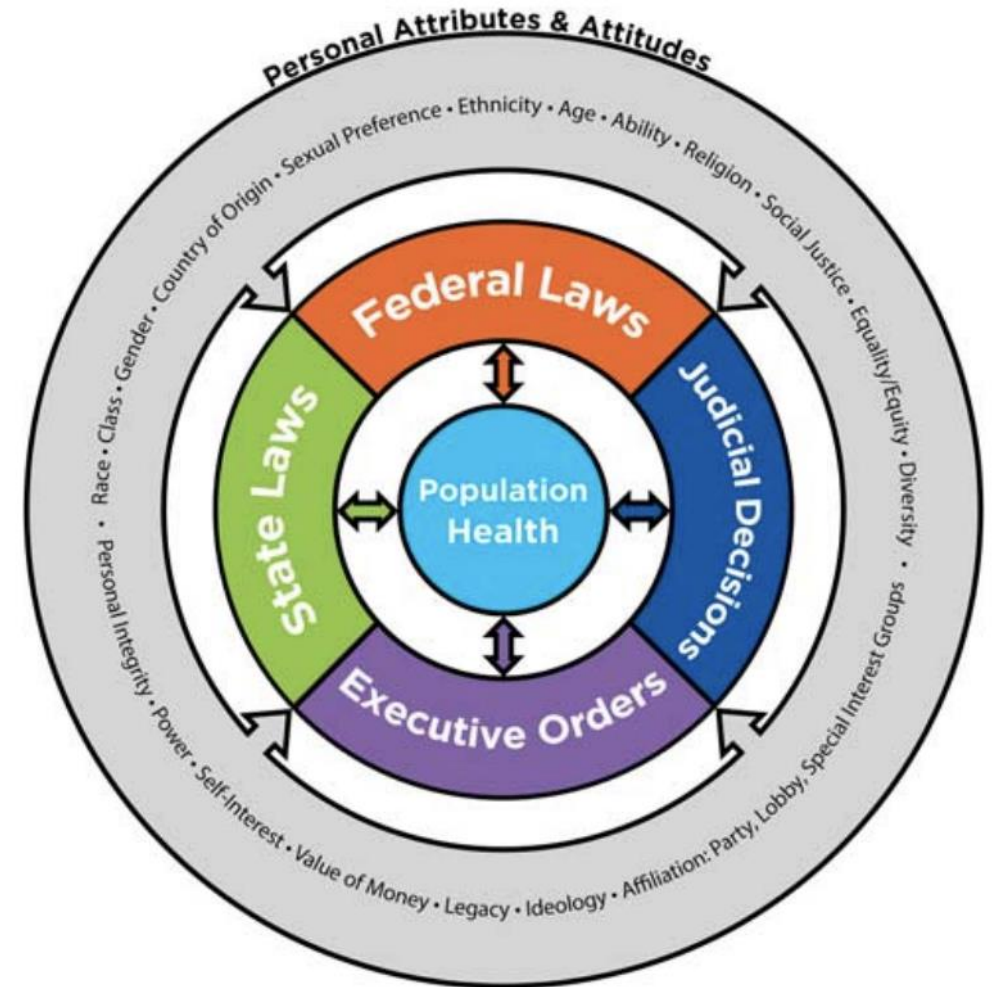 Personal Attributes & Attitudes
Race • Class • Gender • Country of Origin • Sexual Preference • Ethnicity • Age • Ability • Religion • Social Justice • Equality/Equity • Diversity •
Personal Integrity • Power • Self-Interest • Value of Money • Legacy • Ideology • Affiliation: Party, Lobby, Special Interest Groups •
Federal Laws
State Laws
Judicial Decisions
Executive Orders
Population
Health